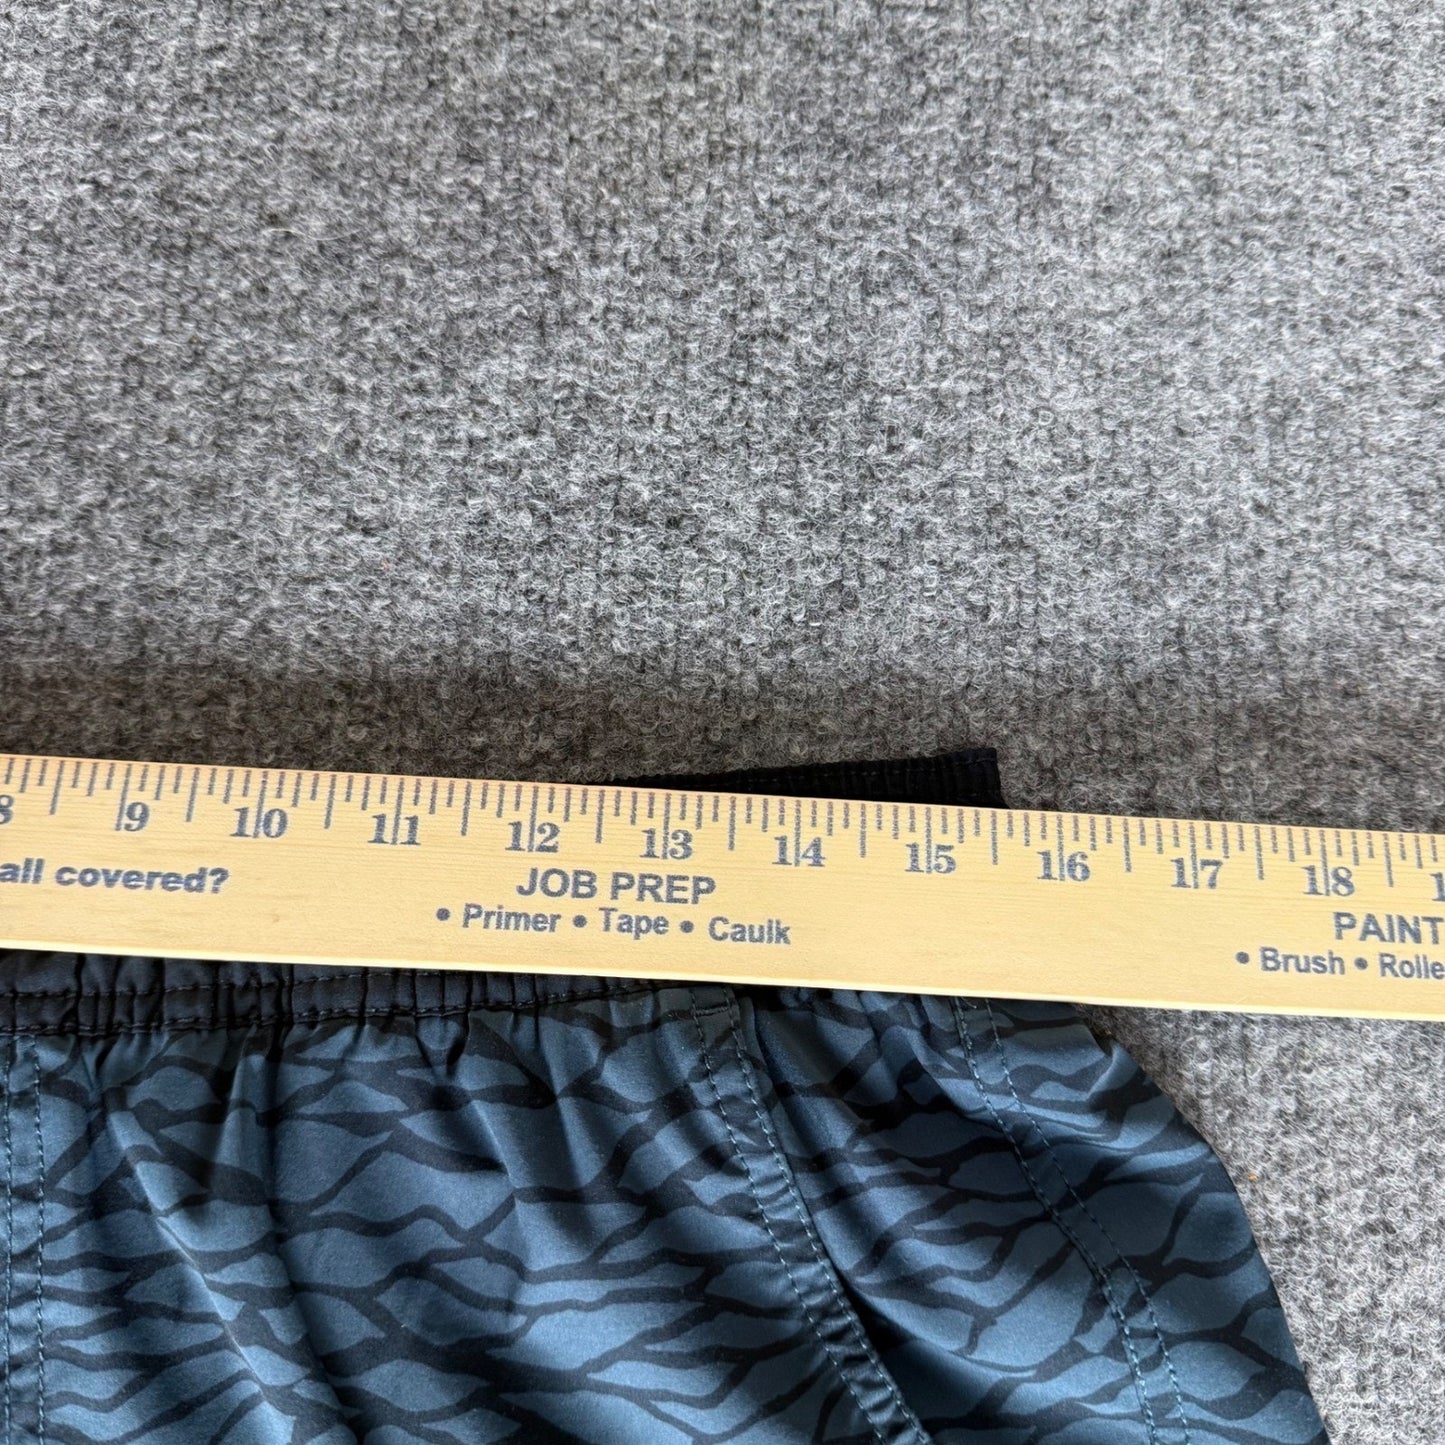 8 9 10 11 12 13 14 15 16 17 18 1
all covered?
JOB PREP
• Primer • Tape • Caulk
PAINT
• Brush • Rolle